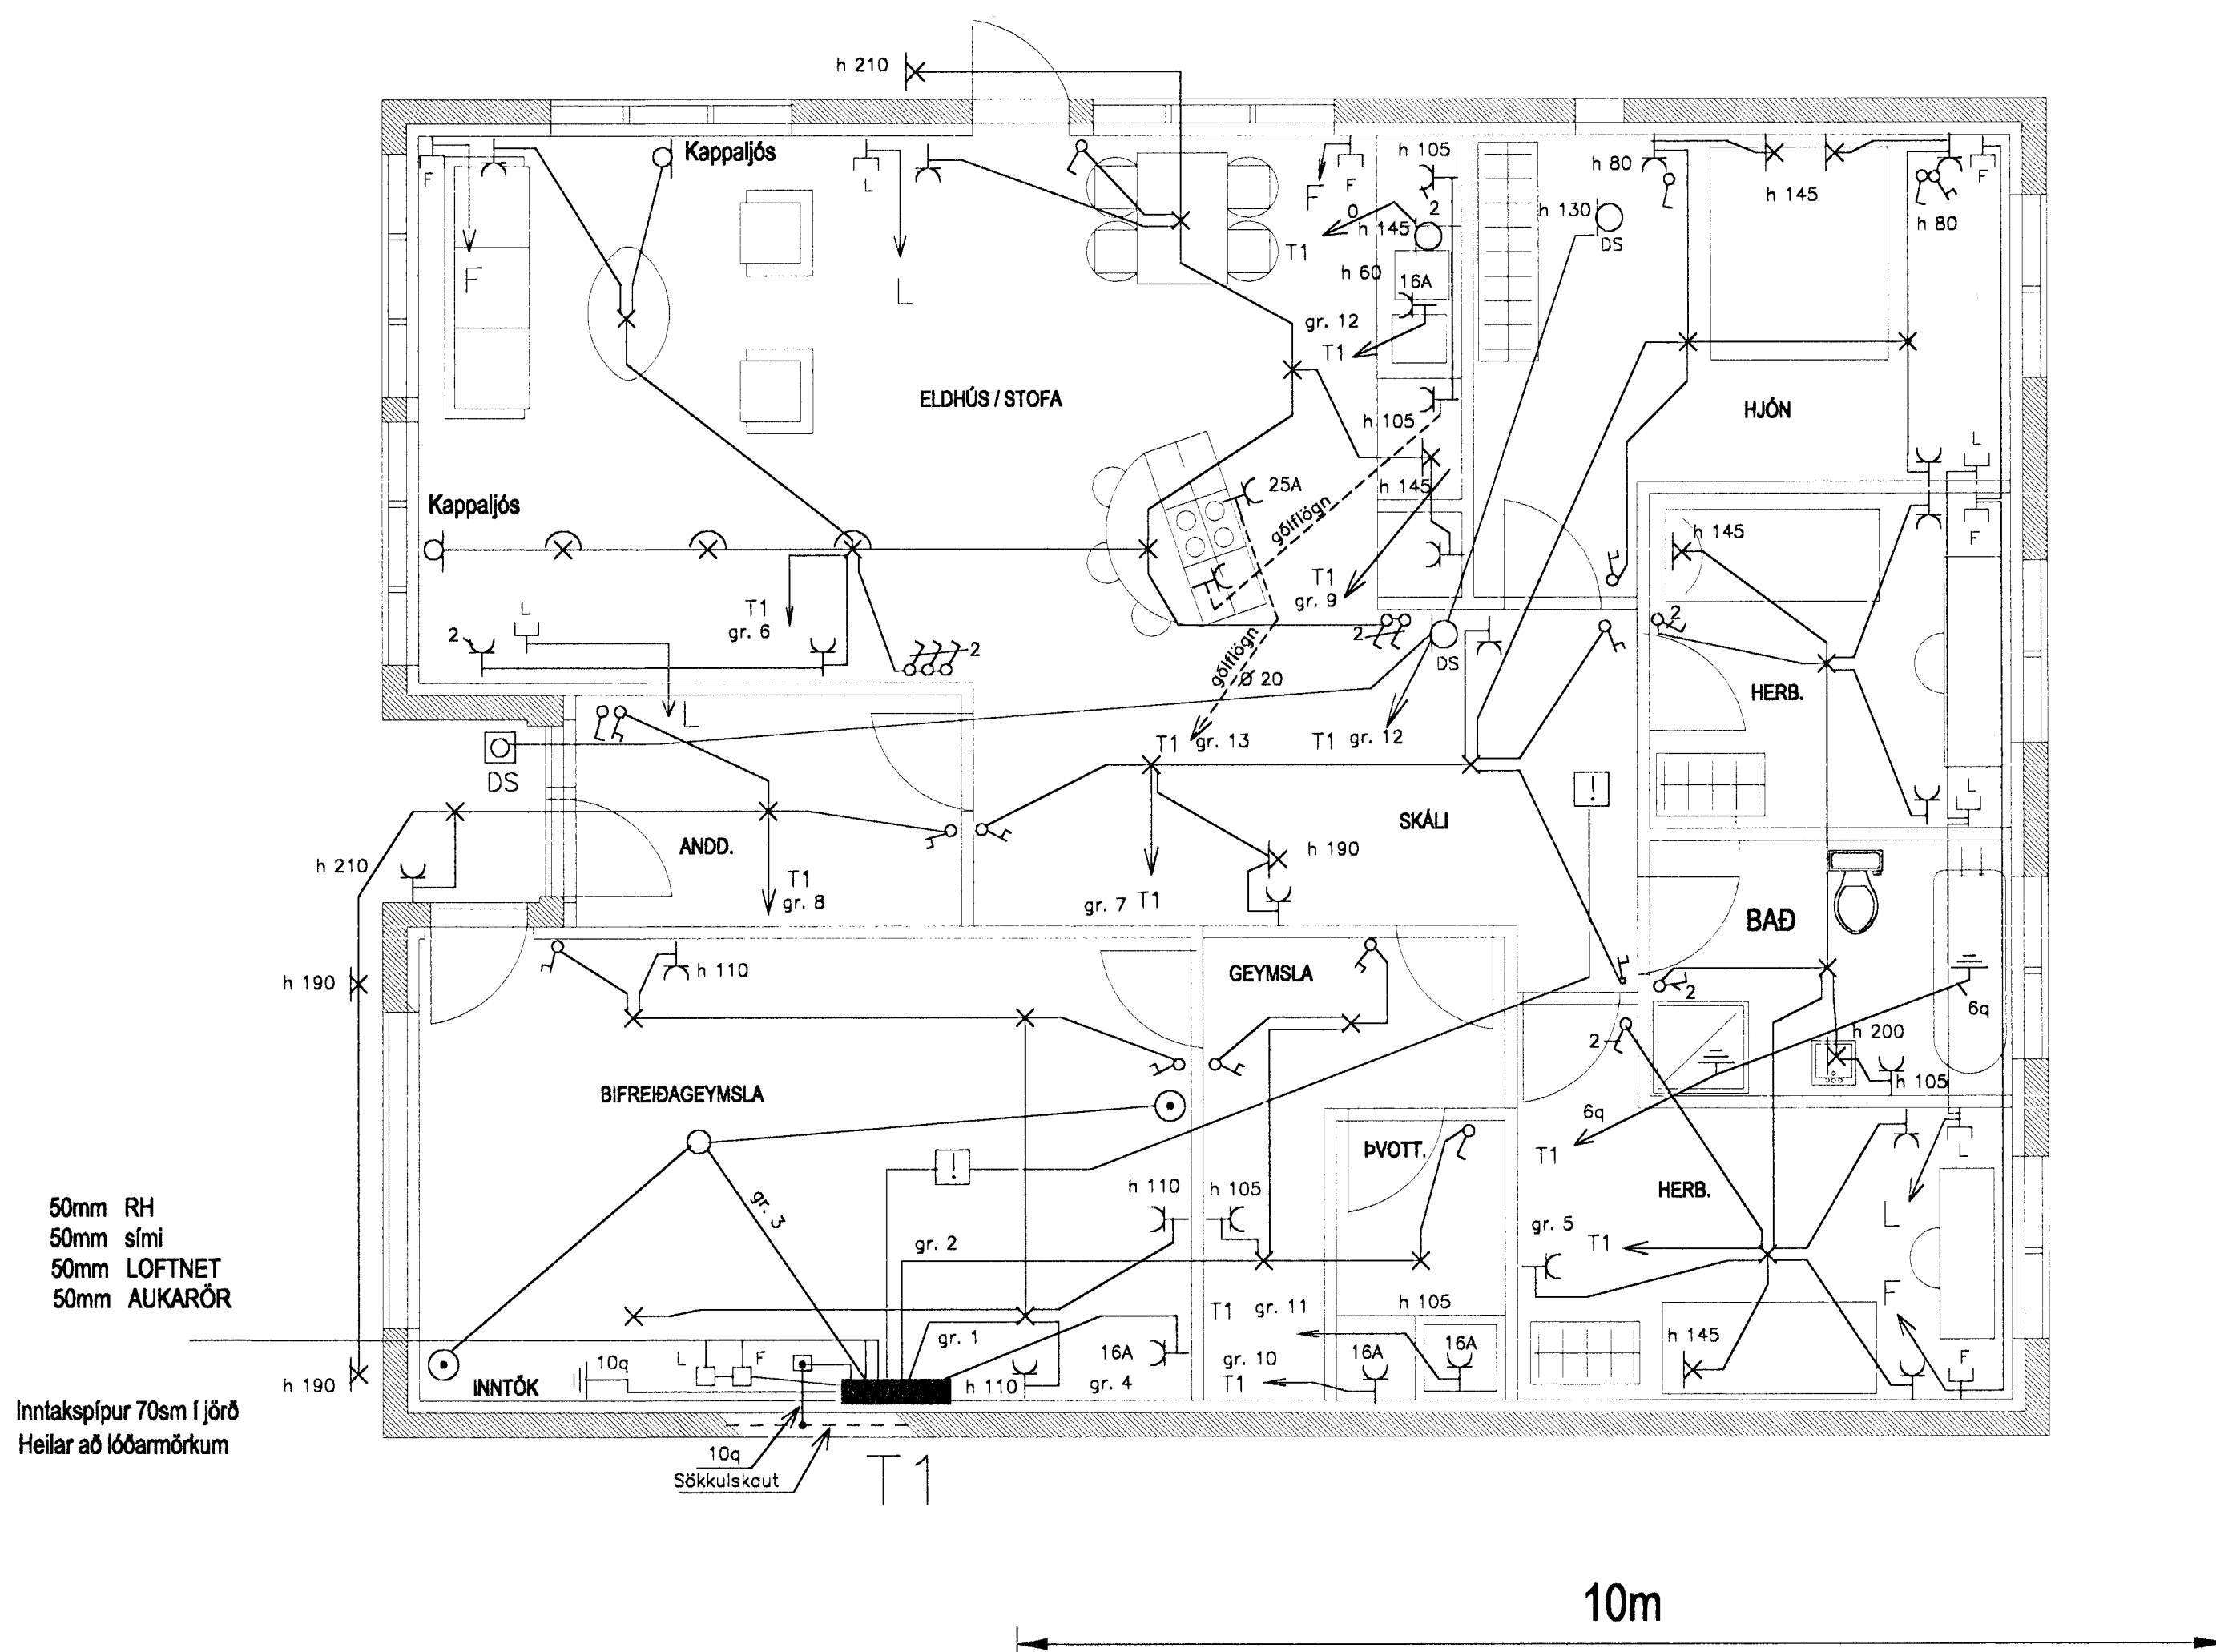 h 210
Kappaljós
F
F
L
L
F
F
h 105
2
0
h 145
T1
h 60
16A
gr. 12
T1
h 105
h 145
h 80
h 145
h 130
DS
h 80
F
ELDHÚS / STOFA
HJÓN
Kappaljós
25A
gólflögn
T1
gr. 9
L
F
h 145
T1
gr. 6
L
2
2
2
DS
gólflögn
Ø 20
2
HERB.
L
DS
T1 gr. 13
T1 gr. 12
L
h 210
ANDD.
T1
gr. 8
SKÁLI
!
h 190
gr. 7 T1
BAÐ
h 190
h 110
GEYMSLA
2
6q
h 200
2
h 105
BIFREIÐAGEYMSLA
6q
T1
!
ÞVOTT.
L
HERB.
h 110
h 105
gr. 3
gr. 2
gr. 5
T1
L
F
50mm RH
50mm sími
50mm LOFTNET
50mm AUKARÖR
T1 gr. 11
h 105
gr. 1
h 145
L
F
10q
16A
gr. 10
16A
16A
F
h 190
INNTÖK
h 110
gr. 4
T1
Inntakspípur 70sm í jörð
Heilar að lóðarmörkum
10q
Sökkulskaut
T1
10m